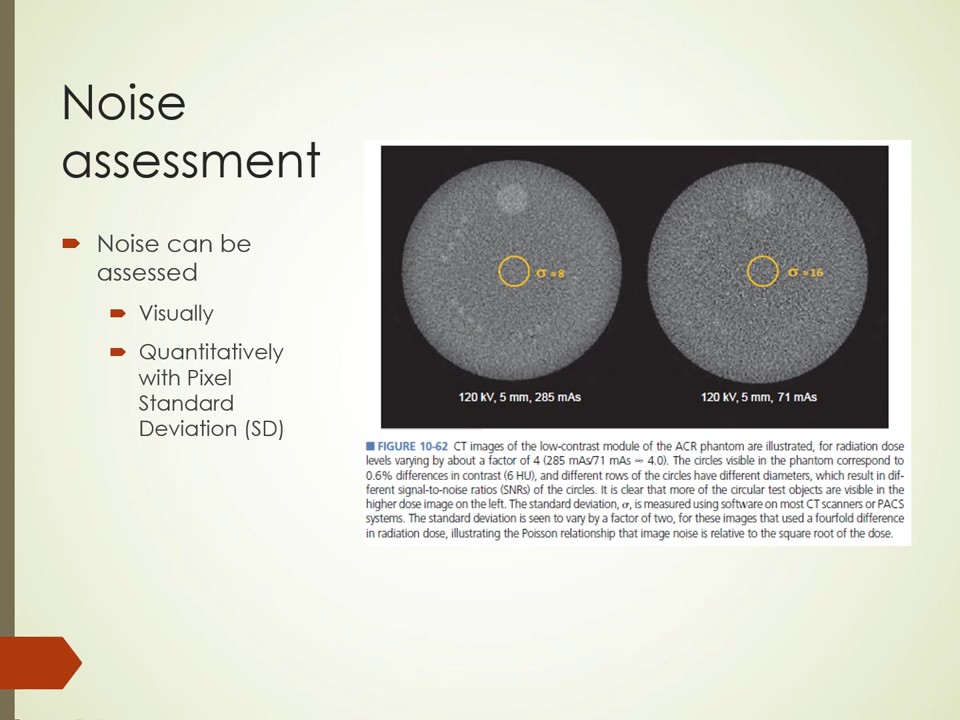 Noise
assessment
Noise can be
assessed
Visually
Quantitatively
with Pixel
Standard
Deviation (SD)
σ ≈ 8
σ ≈ 16
120 kV, 5 mm, 285 mAs
120 kV, 5 mm, 71 mAs
■ FIGURE 10-62 CT images of the low-contrast module of the ACR phantom are illustrated, for radiation dose
levels varying by about a factor of 4 (285 mAs/71 mAs ≈ 4.0). The circles visible in the phantom correspond to
0.6% differences in contrast (6 HU), and different rows of the circles have different diameters, which result in dif-
ferent signal-to-noise ratios (SNRs) of the circles. It is clear that more of the circular test objects are visible in the
higher dose image on the left. The standard deviation, σ, is measured using software on most CT scanners or PACS
systems. The standard deviation is seen to vary by a factor of two, for these images that used a fourfold difference
in radiation dose, illustrating the Poisson relationship that image noise is relative to the square root of the dose.